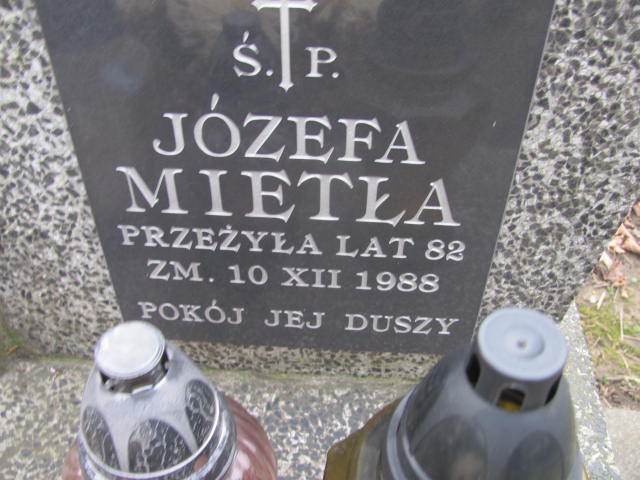 Ś. P.
JÓZEFA
MIETŁA
PRZEŻYŁA LAT 82
ZM. 10 XII 1988
POKÓJ JEJ DUSZY